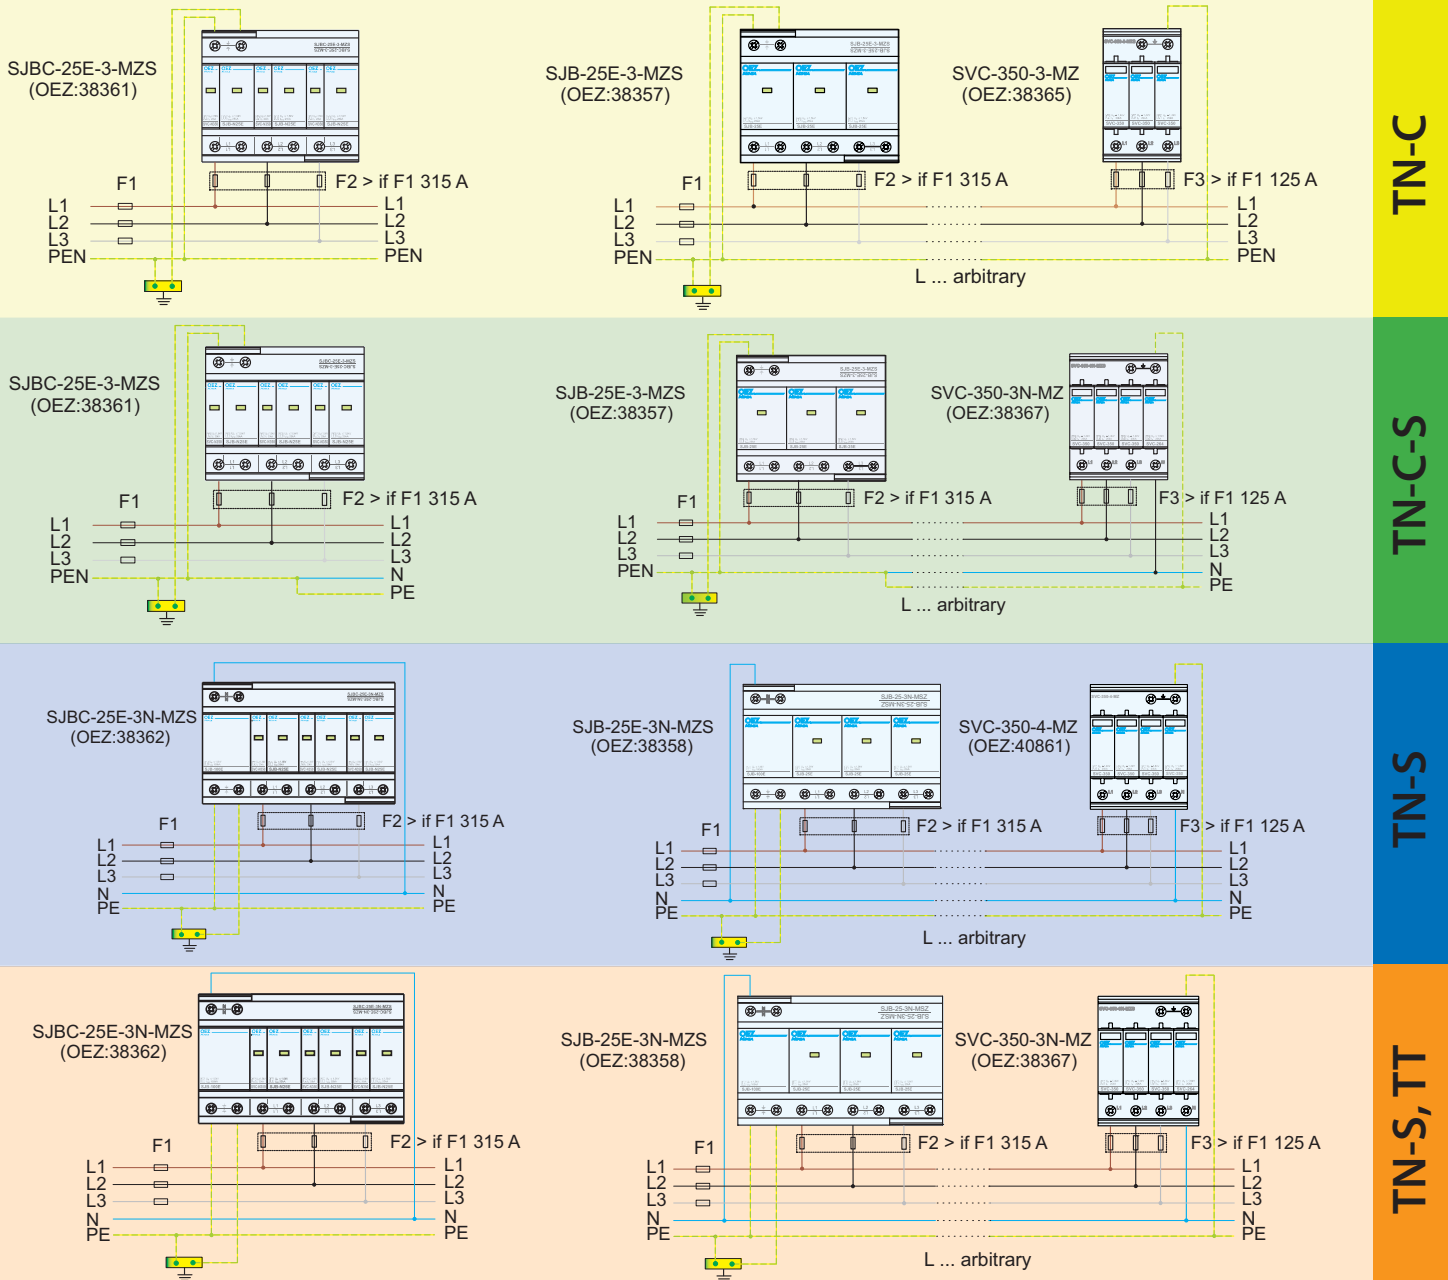 SJBC-25E-3-MZS
(OEZ:38361)
F1
F2 > if F1 315 A
L1
L2
L3
PEN
L1
L2
L3
PEN
SJB-25E-3-MZS
(OEZ:38357)
SVC-350-3-MZ
(OEZ:38365)
F1
F2 > if F1 315 A
F3 > if F1 125 A
L1
L2
L3
PEN
L1
L2
L3
PEN
L ... arbitrary
TN-C
SJBC-25E-3-MZS
(OEZ:38361)
F1
F2 > if F1 315 A
L1
L2
L3
PEN
L1
L2
L3
N
PE
SJB-25E-3-MZS
(OEZ:38357)
SVC-350-3N-MZ
(OEZ:38367)
F1
F2 > if F1 315 A
F3 > if F1 125 A
L1
L2
L3
PEN
L1
L2
L3
N
PE
L ... arbitrary
TN-C-S
SJBC-25E-3N-MZS
(OEZ:38362)
F1
F2 > if F1 315 A
L1
L2
L3
N
PE
L1
L2
L3
N
PE
SJB-25E-3N-MZS
(OEZ:38358)
SVC-350-4-MZ
(OEZ:40861)
F1
F2 > if F1 315 A
F3 > if F1 125 A
L1
L2
L3
N
PE
L1
L2
L3
N
PE
L ... arbitrary
TN-S
SJBC-25E-3N-MZS
(OEZ:38362)
F1
F2 > if F1 315 A
L1
L2
L3
N
PE
L1
L2
L3
N
PE
SJB-25E-3N-MZS
(OEZ:38358)
SVC-350-3N-MZ
(OEZ:38367)
F1
F2 > if F1 315 A
F3 > if F1 125 A
L1
L2
L3
N
PE
L1
L2
L3
N
PE
L ... arbitrary
TN-S, TT